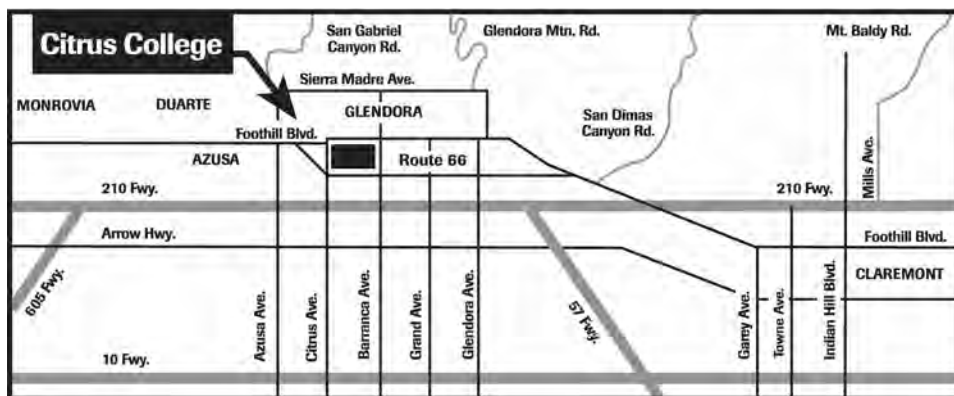 Citrus College
San Gabriel
Canyon Rd.
Glendora Mtn. Rd.
Mt. Baldy Rd.
Sierra Madre Ave.
MONROVIA
DUARTE
GLENDORA
San Dimas
Canyon Rd.
Foothill Blvd.
AZUSA
Route 66
Mills Ave.
210 Fwy.
210 Fwy.
Arrow Hwy.
Foothill Blvd.
CLAREMONT
605 Fwy.
Azusa Ave.
Citrus Ave.
Barranca Ave.
Grand Ave.
Glendora Ave.
57 Fwy.
Garey Ave.
Towne Ave.
Indian Hill Blvd.
10 Fwy.